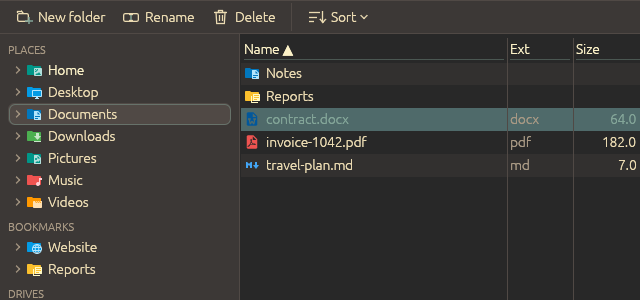 New folder Rename Delete Sort
PLACES
Home
Desktop
Documents
Downloads
Pictures
Music
Videos
BOOKMARKS
Website
Reports
DRIVES
Name ▲ Ext Size
Notes
Reports
contract.docx docx 64.0
invoice-1042.pdf pdf 182.0
travel-plan.md md 7.0